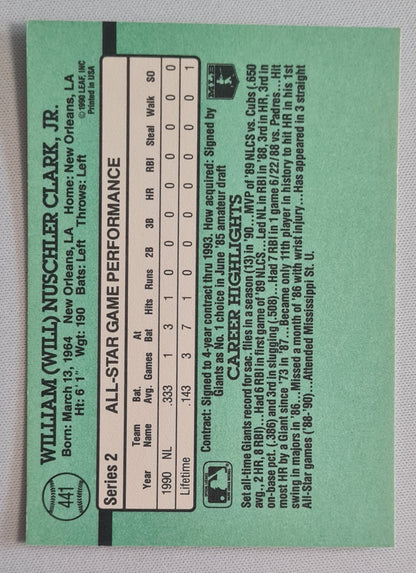 441
WILLIAM (WILL) NUSCHLER CLARK, JR.
Born: March 13, 1964 New Orleans, LA Home: New Orleans, LA
Ht: 6' 1" Wgt: 190 Bats: Left Throws: Left
© 1990 LEAF, INC
Printed in USA
Series 2 ALL-STAR GAME PERFORMANCE
Team Bat. At
Year Name Avg. Games Bat Hits Runs 2B 3B HR RBI Steal Walk SO
1990 NL .333 1 3 1 0 0 0 0 0 0 0 0
Lifetime .143 3 7 1 0 0 0 0 0 0 0 1
Contract: Signed to 4-year contract thru 1993. How acquired: Signed by
Giants as No. 1 choice in June '85 amateur draft
MLB
CAREER HIGHLIGHTS
Set all-time Giants record for sac. flies in a season (13) in '90...MVP of '89 NLCS vs. Cubs (.650
avg., 2 HR, 8 RBI)...Had 6 RBI in first game of '89 NLCS...Led NL in RBI in '88, 3rd in HR, 3rd in
on-base pct. (.386) and 3rd in slugging (.508)...Had 7 RBI in 1 game 6/22/88 vs. Padres...Hit
most HR by a Giant since '73 in '87...Became only 11th player in history to hit HR in his 1st
swing in majors in '86...Missed a month of '86 with wrist injury...Has appeared in 3 straight
All-Star games ('88-'90)...Attended Mississippi St. U.